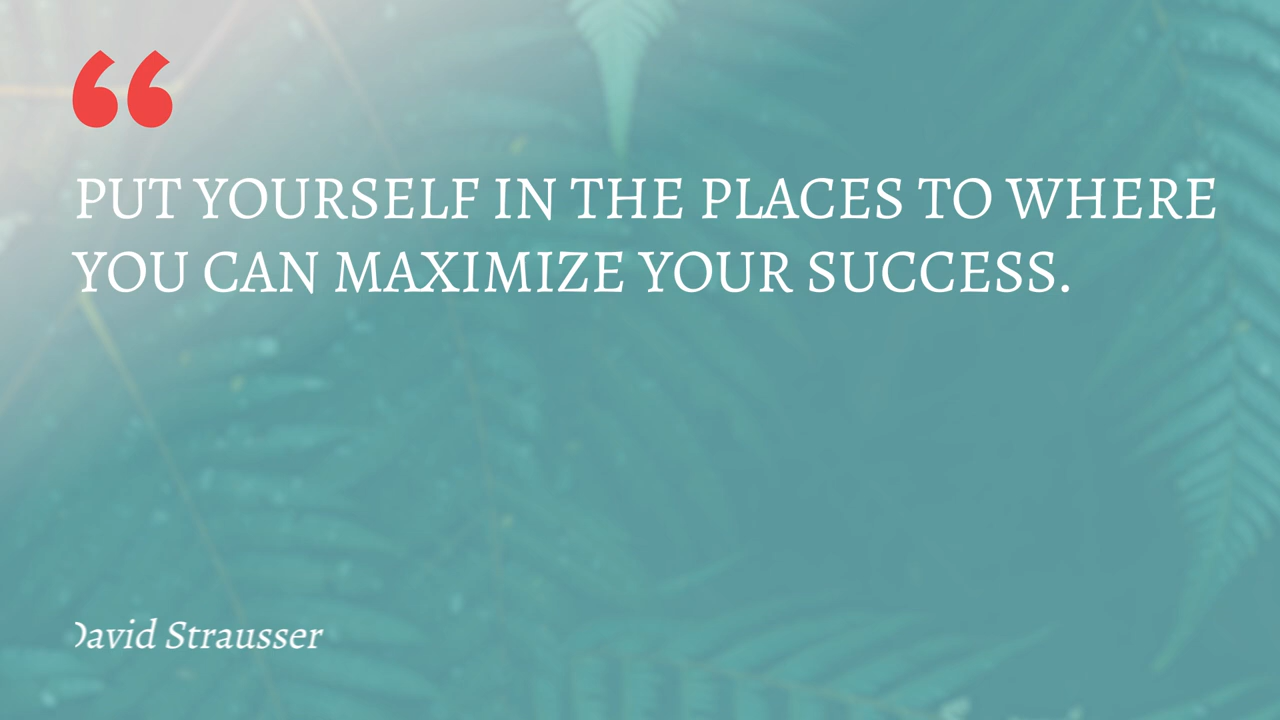 “
PUT YOURSELF IN THE PLACES TO WHERE
YOU CAN MAXIMIZE YOUR SUCCESS.
David Strausser